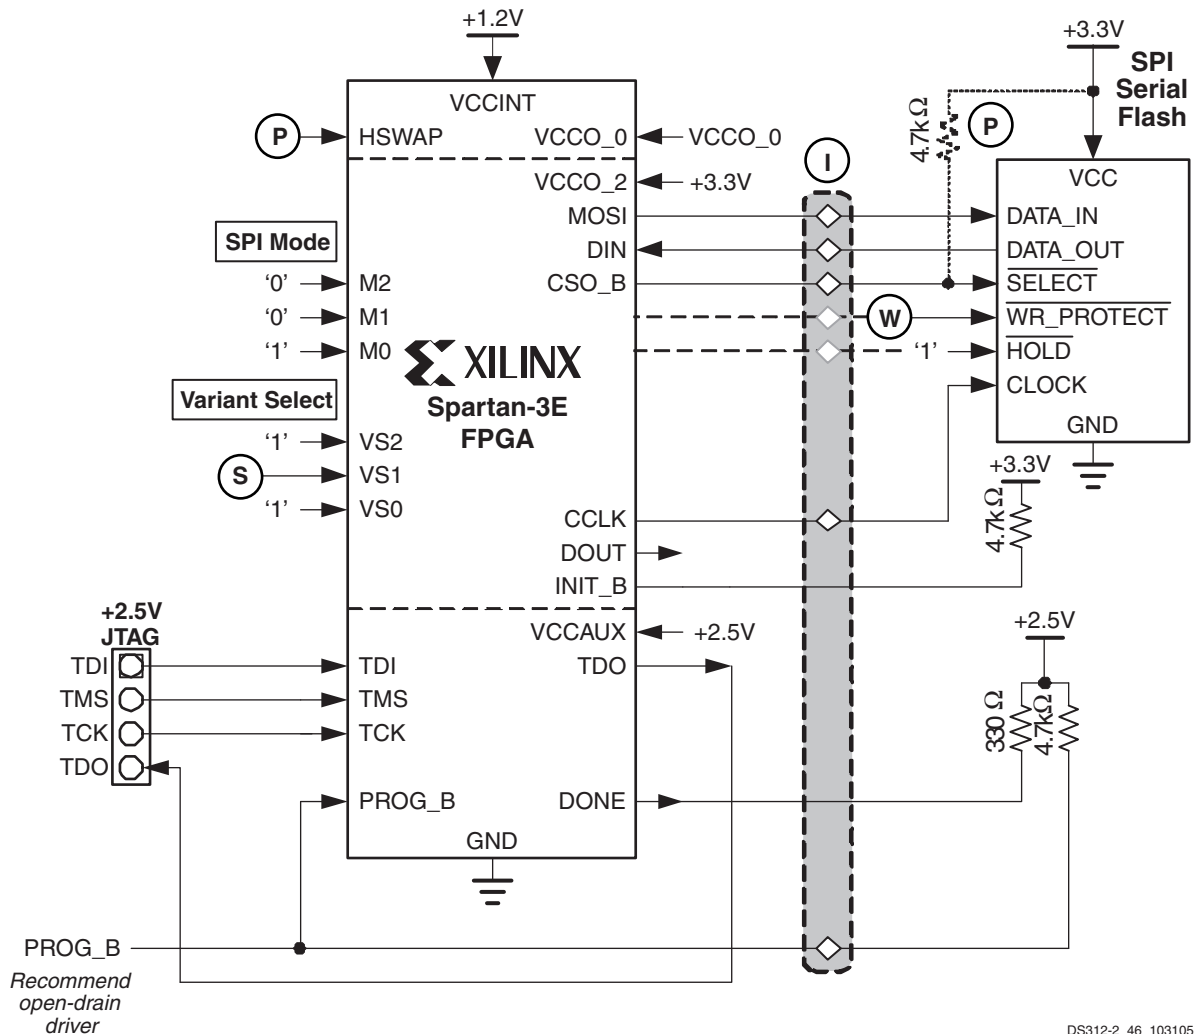 +1.2V
+3.3V
SPI
Serial
Flash
4.7kΩ
P
VCCINT
P
HSWAP
VCCO_0
VCCO_0
I
VCCO_2
+3.3V
VCC
MOSI
DATA_IN
SPI Mode
DIN
DATA_OUT
'0'
M2
CSO_B
SELECT
'0'
M1
W
WR_PROTECT
'1'
M0
'1'
HOLD
XILINX
CLOCK
Variant Select
Spartan-3E
FPGA
GND
'1'
VS2
S
VS1
+3.3V
'1'
VS0
CCLK
4.7kΩ
DOUT
INIT_B
+2.5V
JTAG
VCCAUX
+2.5V
+2.5V
TDI
TDI
TDO
TMS
TMS
TCK
TCK
330 Ω
4.7kΩ
TDO
PROG_B
DONE
GND
PROG_B
Recommend
open-drain
driver
DS312-2_46_103105